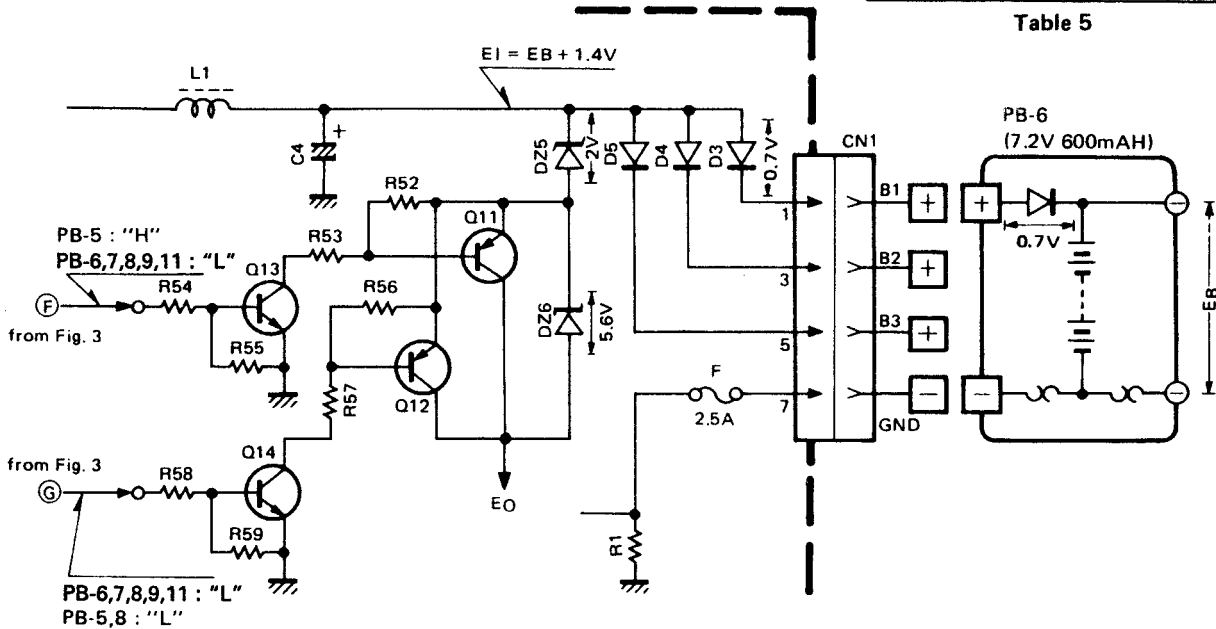 Table 5
EI = EB + 1.4V
L1
C4
+
DZ5
2V
D5
D4
D3
0.7V
CN1
PB-6
(7.2V 600mAH)
R52
Q11
R53
PB-5 : "H"
PB-6,7,8,9,11 : "L"
Q13
R54
F
from Fig. 3
R55
R56
Q12
R57
DZ6
5.6V
1
3
5
7
B1
+
B2
+
B3
+
GND
−
+
0.7V
−
−
−
EB
F
2.5A
from Fig. 3
G
Q14
R58
R59
EO
R1
PB-6,7,8,9,11 : "L"
PB-5,8 : "L"